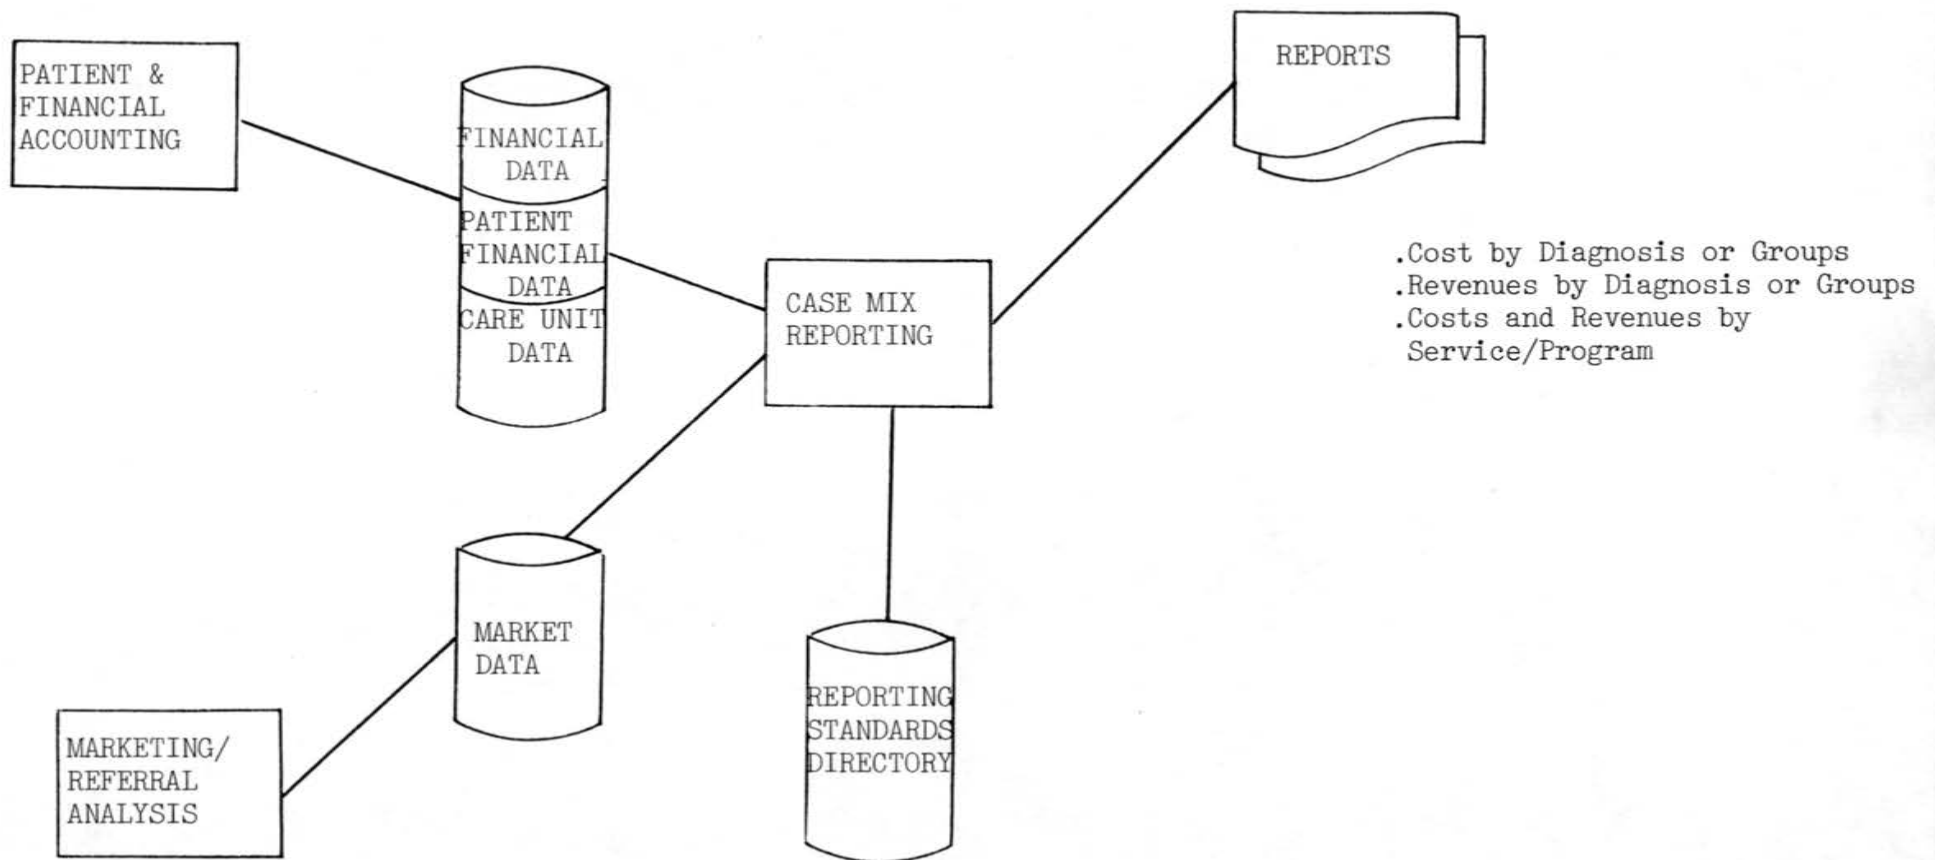 PATIENT &
FINANCIAL
ACCOUNTING
FINANCIAL
DATA
PATIENT
FINANCIAL
DATA
CARE UNIT
DATA
CASE MIX
REPORTING
REPORTS
.Cost by Diagnosis or Groups
.Revenues by Diagnosis or Groups
.Costs and Revenues by
Service/Program
MARKET
DATA
MARKETING/
REFERRAL
ANALYSIS
REPORTING
STANDARDS
DIRECTORY